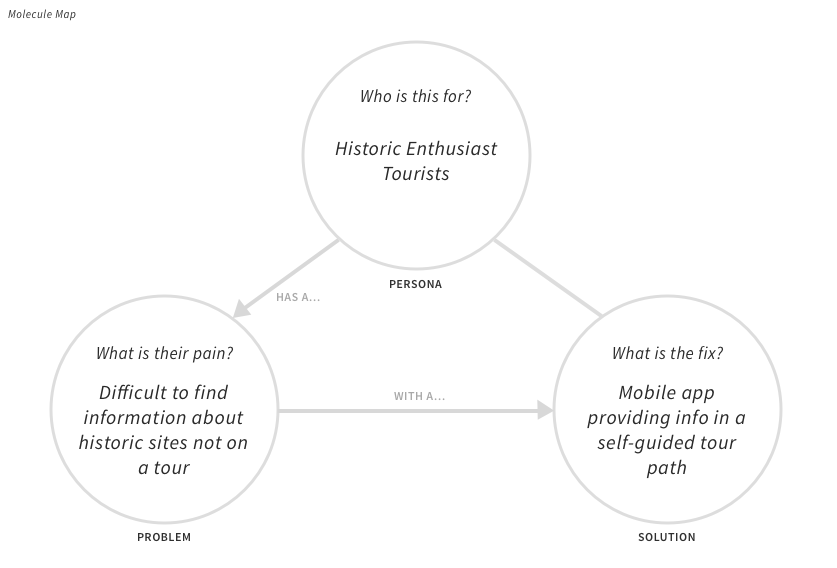 Molecule Map
Who is this for?
Historic Enthusiast
Tourists
PERSONA
HAS A...
What is their pain?
Difficult to find
information about
historic sites not on
a tour
PROBLEM
WITH A...
What is the fix?
Mobile app
providing info in a
self-guided tour
path
SOLUTION